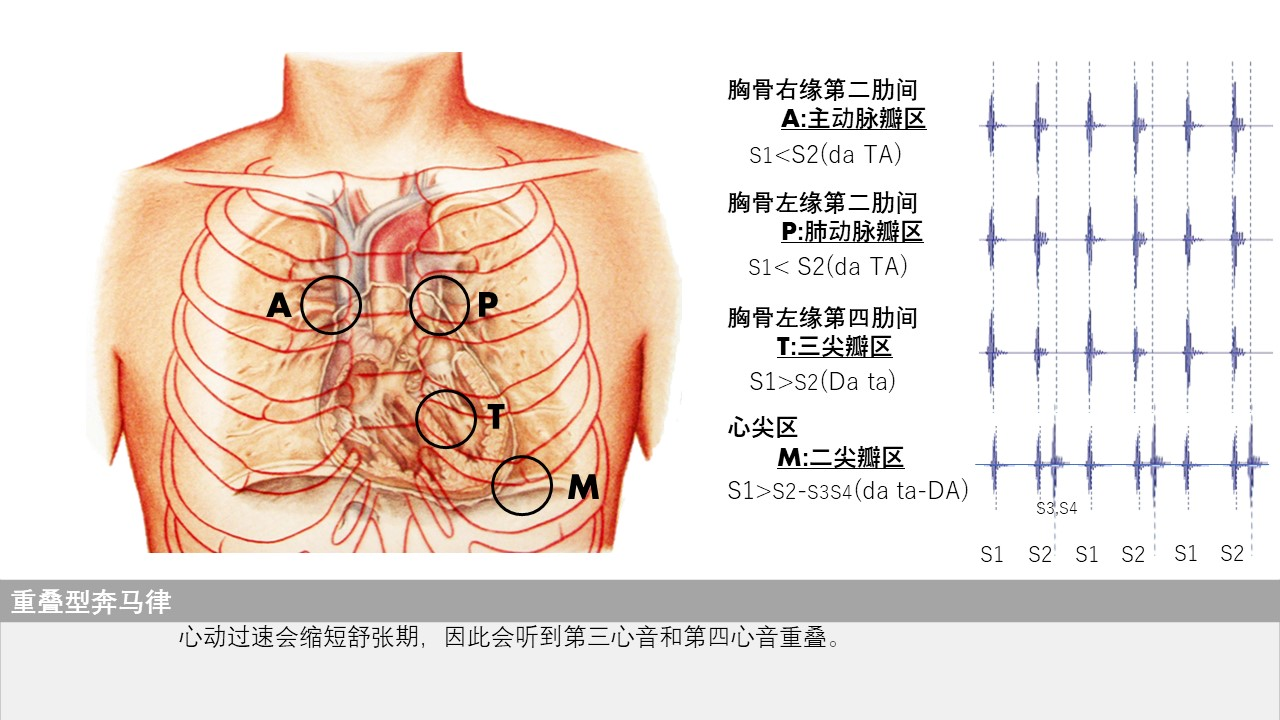 胸骨右缘第二肋间
A:主动脉瓣区
S1<S2(da TA)
胸骨左缘第二肋间
P:肺动脉瓣区
S1< S2(da TA)
胸骨左缘第四肋间
T:三尖瓣区
S1>S2(Da ta)
心尖区
M:二尖瓣区
S1>S2-S3S4(da ta-DA)
A
P
T
M
S3,S4
S1 S2 S1 S2 S1 S2
重叠型奔马律
心动过速会缩短舒张期，因此会听到第三心音和第四心音重叠。